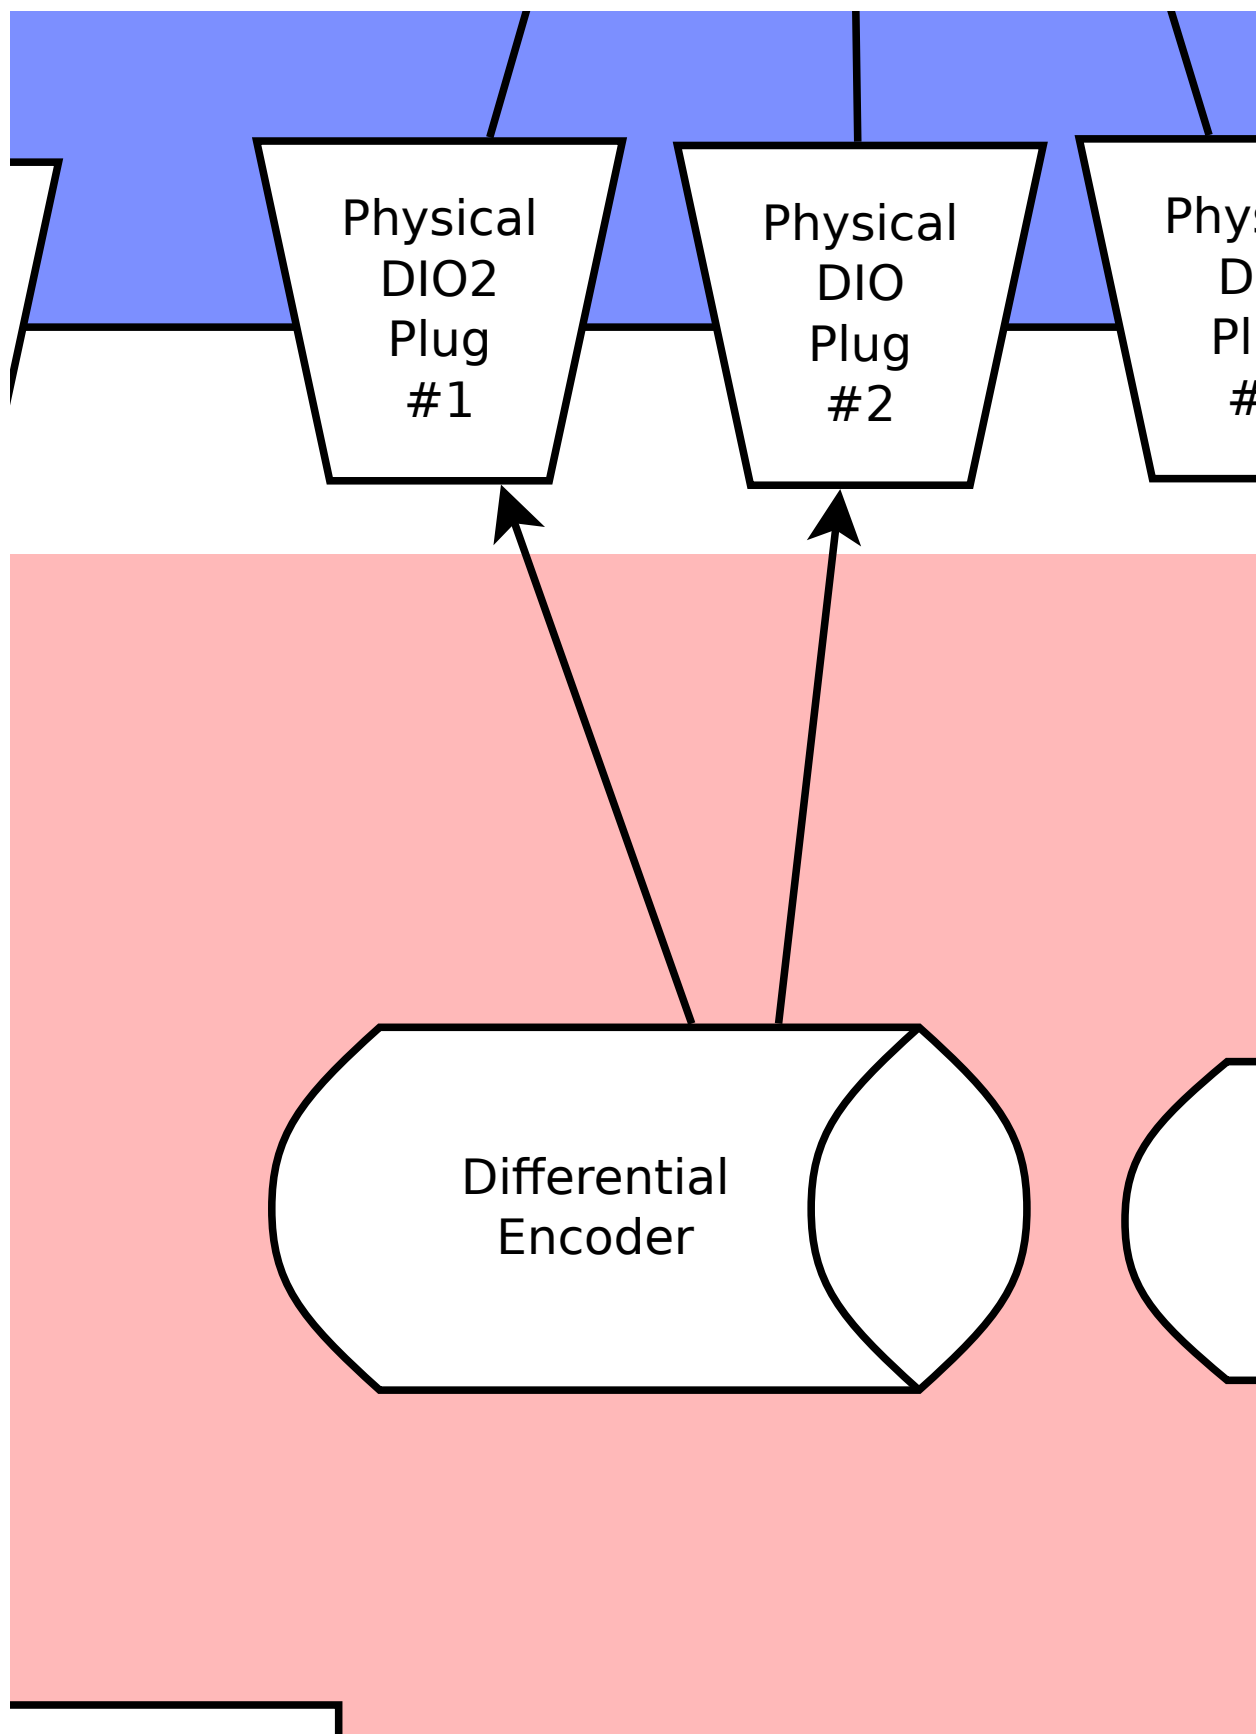 Physical
DIO2
Plug
#1
Physical
DIO
Plug
#2
Differential
Encoder